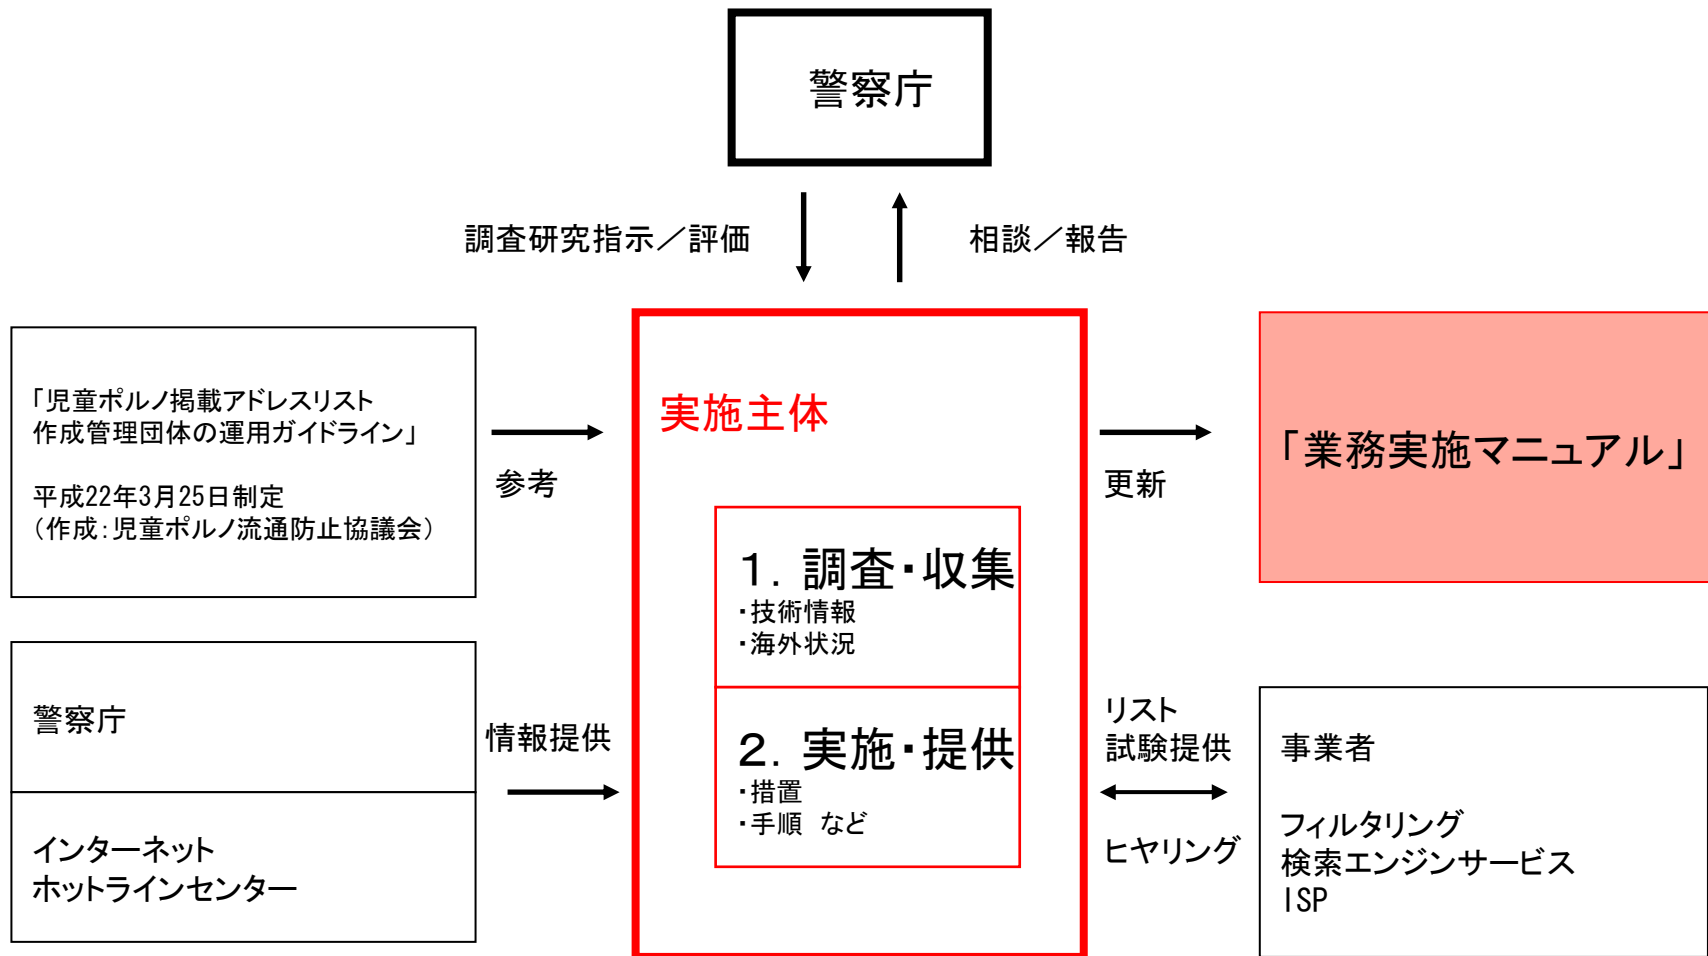 警察庁
調査研究指示／評価
相談／報告
「児童ポルノ掲載アドレスリスト
作成管理団体の運用ガイドライン」
平成22年3月25日制定
（作成：児童ポルノ流通防止協議会）
参考
実施主体
更新
「業務実施マニュアル」
1．調査・収集
・技術情報
・海外状況
警察庁
インターネット
ホットラインセンター
情報提供
2．実施・提供
・措置
・手順 など
リスト
試験提供
ヒヤリング
事業者
フィルタリング
検索エンジンサービス
ISP